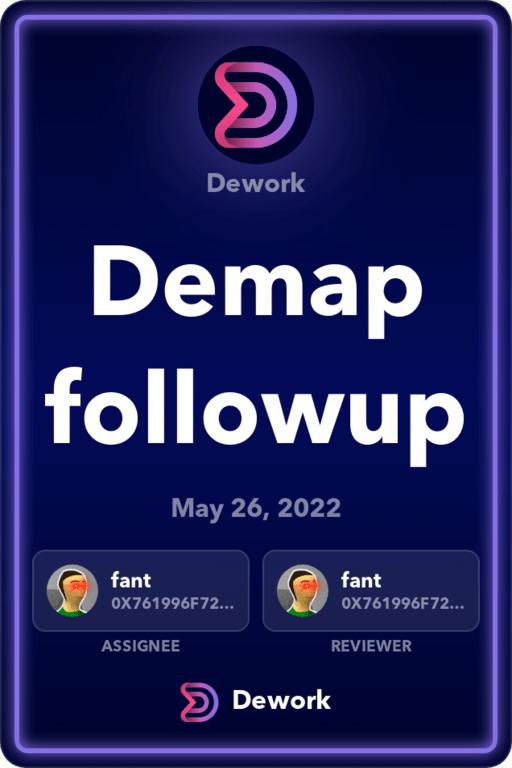 Dework
Demap
followup
May 26, 2022
fant
0X761996F72...
ASSIGNEE
fant
0X761996F72...
REVIEWER
Dework